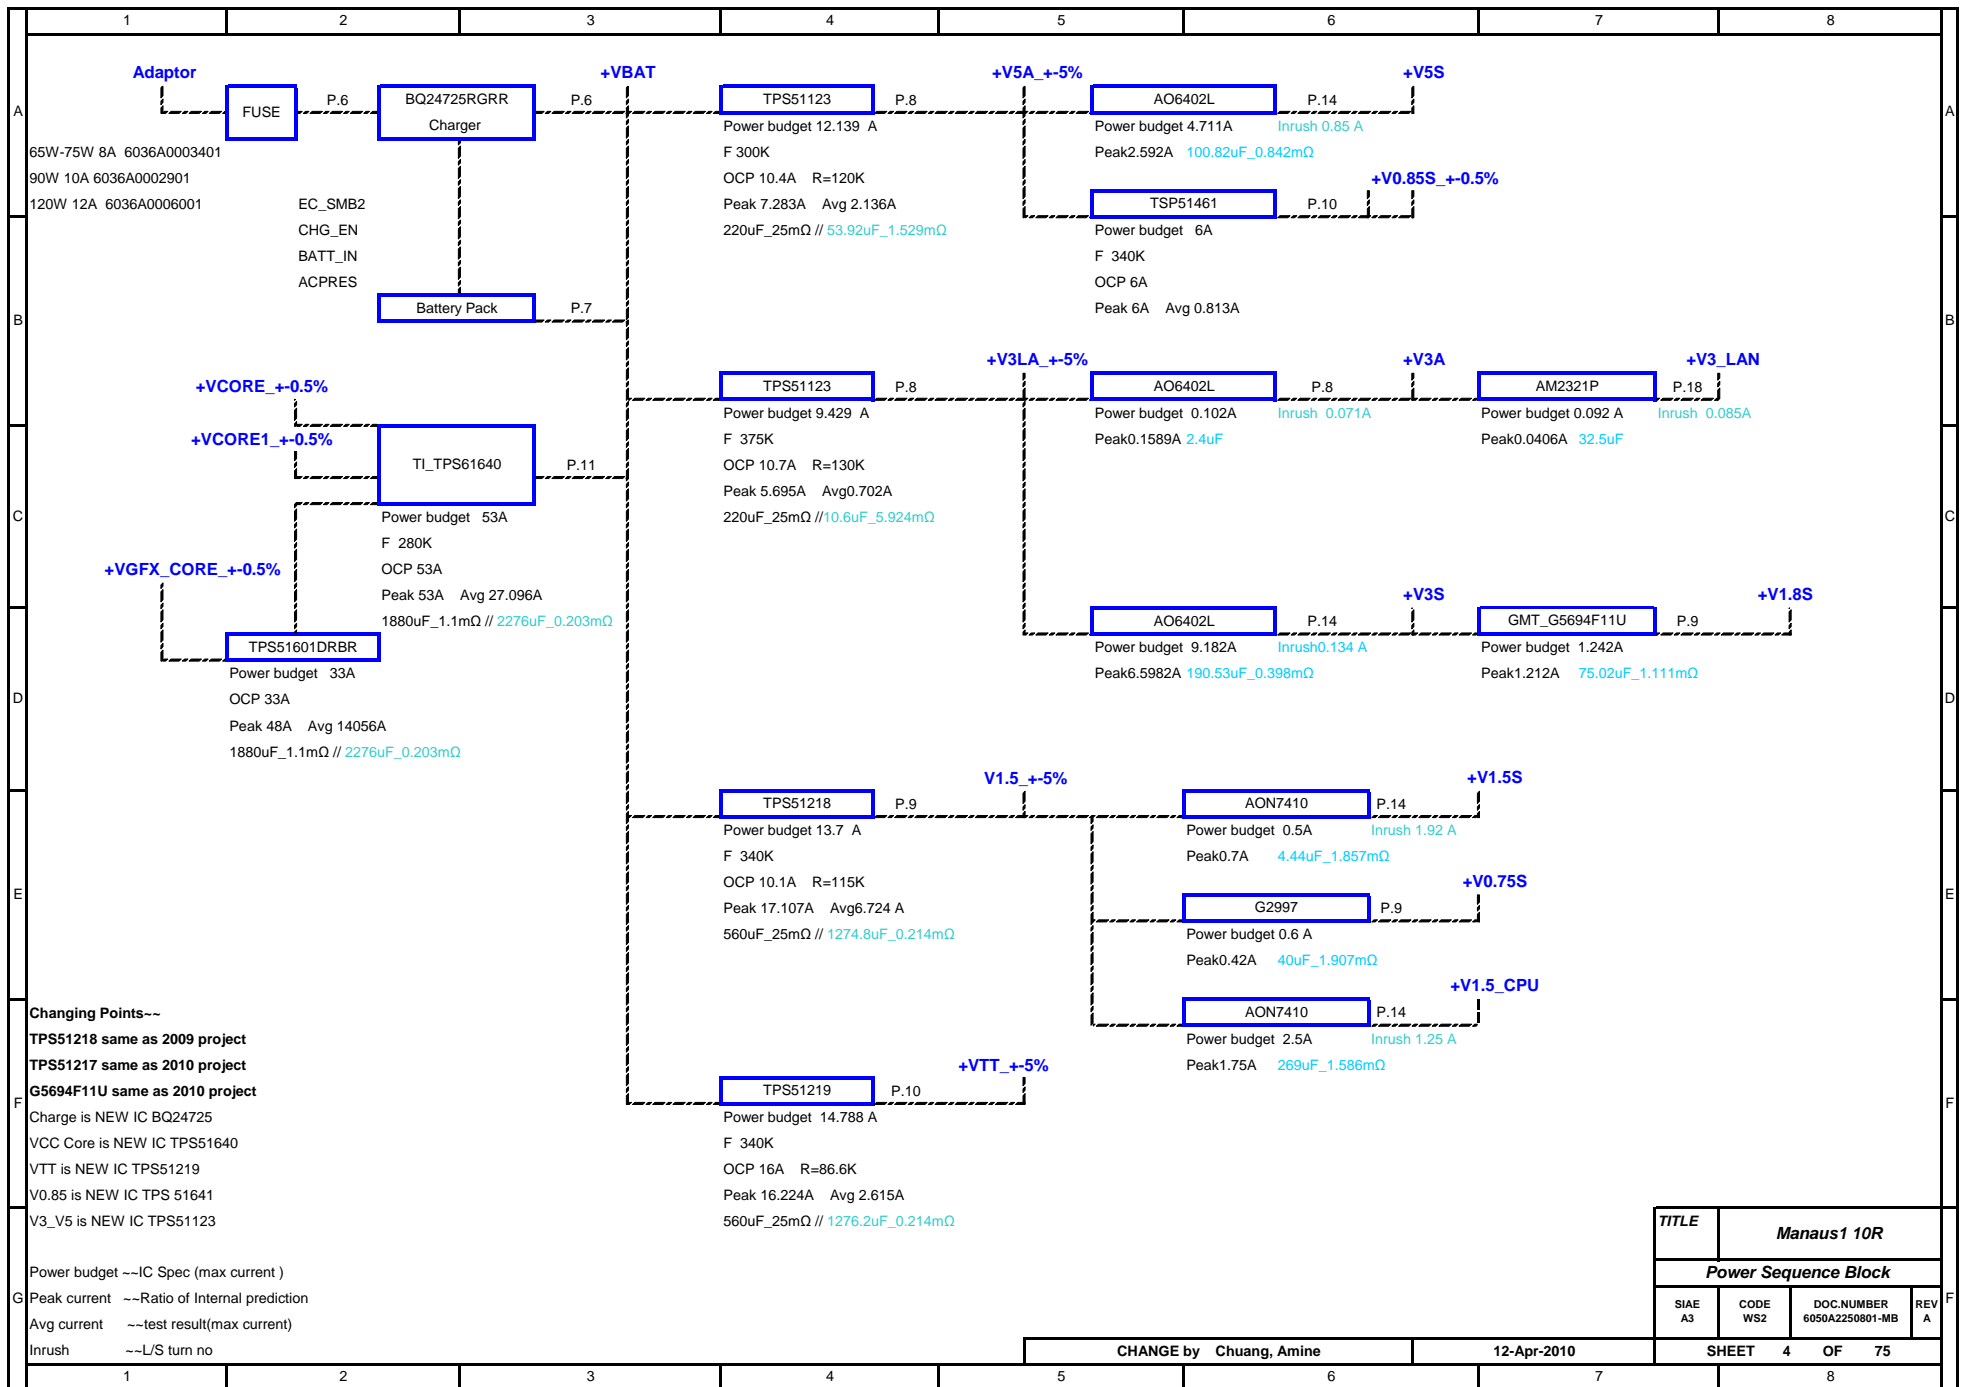 1 2 3 4 5 6 7 8
A A
B B
C C
D D
E E
F F
G F
Adaptor
FUSE
P.6
BQ24725RGRR
Charger
P.6
+VBAT
65W-75W 8A 6036A0003401
90W 10A 6036A0002901
120W 12A 6036A0006001
EC_SMB2
CHG_EN
BATT_IN
ACPRES
Battery Pack
P.7
TPS51123
P.8
+V5A_+-5%
Power budget 12.139 A
F 300K
OCP 10.4A R=120K
Peak 7.283A Avg 2.136A
220uF_25mΩ // 53.92uF_1.529mΩ
AO6402L
P.14
+V5S
Power budget 4.711A
Inrush 0.85 A
Peak2.592A 100.82uF_0.842mΩ
+V0.85S_+-0.5%
TSP51461
P.10
Power budget 6A
F 340K
OCP 6A
Peak 6A Avg 0.813A
+VCORE_+-0.5%
+VCORE1_+-0.5%
TI_TPS61640
P.11
Power budget 53A
F 280K
OCP 53A
Peak 53A Avg 27.096A
1880uF_1.1mΩ // 2276uF_0.203mΩ
+VGFX_CORE_+-0.5%
TPS51601DRBR
Power budget 33A
OCP 33A
Peak 48A Avg 14056A
1880uF_1.1mΩ // 2276uF_0.203mΩ
TPS51123
P.8
+V3LA_+-5%
Power budget 9.429 A
F 375K
OCP 10.7A R=130K
Peak 5.695A Avg0.702A
220uF_25mΩ //10.6uF_5.924mΩ
AO6402L
P.8
+V3A
Power budget 0.102A
Inrush 0.071A
Peak0.1589A 2.4uF
AM2321P
P.18
+V3_LAN
Power budget 0.092 A
Inrush 0.085A
Peak0.0406A 32.5uF
AO6402L
P.14
+V3S
Power budget 9.182A
Inrush0.134 A
Peak6.5982A 190.53uF_0.398mΩ
GMT_G5694F11U
P.9
+V1.8S
Power budget 1.242A
Peak1.212A 75.02uF_1.111mΩ
TPS51218
P.9
V1.5_+-5%
Power budget 13.7 A
F 340K
OCP 10.1A R=115K
Peak 17.107A Avg6.724 A
560uF_25mΩ // 1274.8uF_0.214mΩ
AON7410
P.14
+V1.5S
Power budget 0.5A
Inrush 1.92 A
Peak0.7A 4.44uF_1.857mΩ
G2997
P.9
+V0.75S
Power budget 0.6 A
Peak0.42A 40uF_1.907mΩ
AON7410
P.14
+V1.5_CPU
Power budget 2.5A
Inrush 1.25 A
Peak1.75A 269uF_1.586mΩ
TPS51219
P.10
+VTT_+-5%
Power budget 14.788 A
F 340K
OCP 16A R=86.6K
Peak 16.224A Avg 2.615A
560uF_25mΩ // 1276.2uF_0.214mΩ
Changing Points~~
TPS51218 same as 2009 project
TPS51217 same as 2010 project
G5694F11U same as 2010 project
Charge is NEW IC BQ24725
VCC Core is NEW IC TPS51640
VTT is NEW IC TPS51219
V0.85 is NEW IC TPS 51641
V3_V5 is NEW IC TPS51123
Power budget ~~IC Spec (max current )
Peak current ~~Ratio of Internal prediction
Avg current ~~test result(max current)
Inrush ~~L/S turn no
TITLE
Manaus1 10R
Power Sequence Block
SIAE
A3
CODE
WS2
DOC.NUMBER
6050A2250801-MB
REV
A
CHANGE by Chuang, Amine
12-Apr-2010
SHEET 4 OF 75
1 2 3 4 5 6 7 8